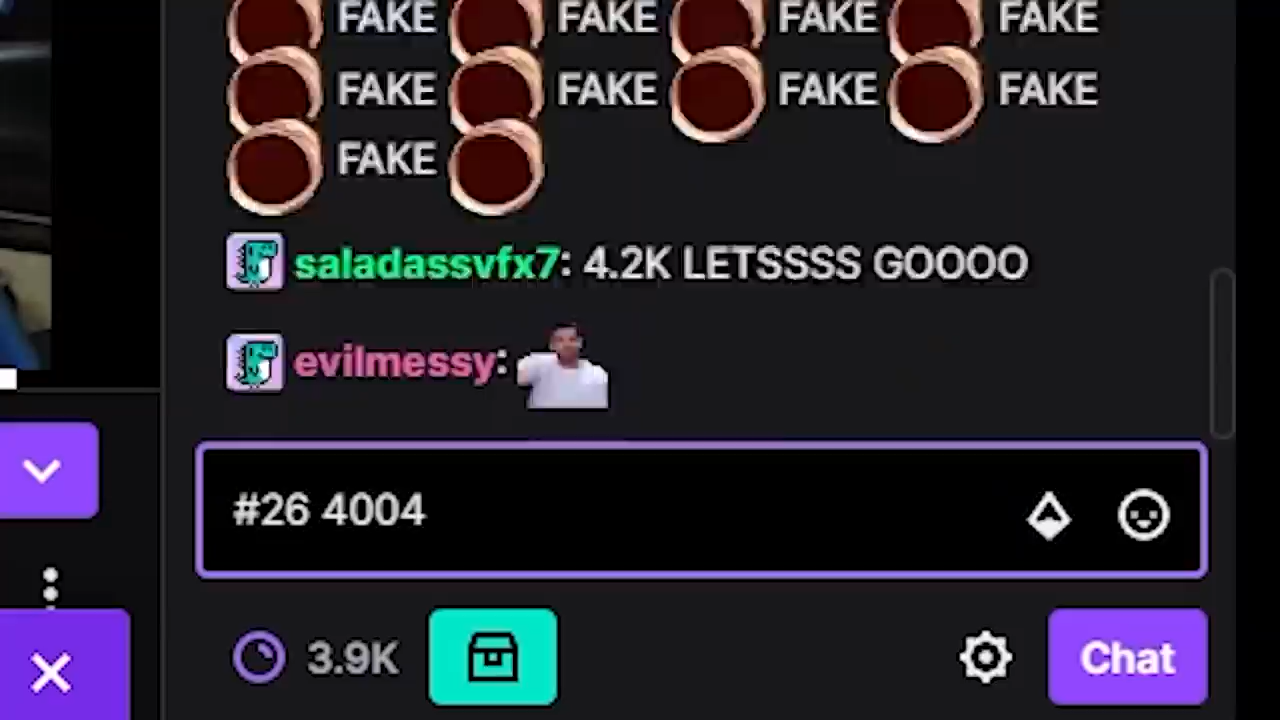 FAKE FAKE FAKE FAKE
FAKE FAKE FAKE FAKE
FAKE
saladassvfx7: 4.2K LETSSSS GOOOO
evilmessy:
#26 4004
3.9K
Chat